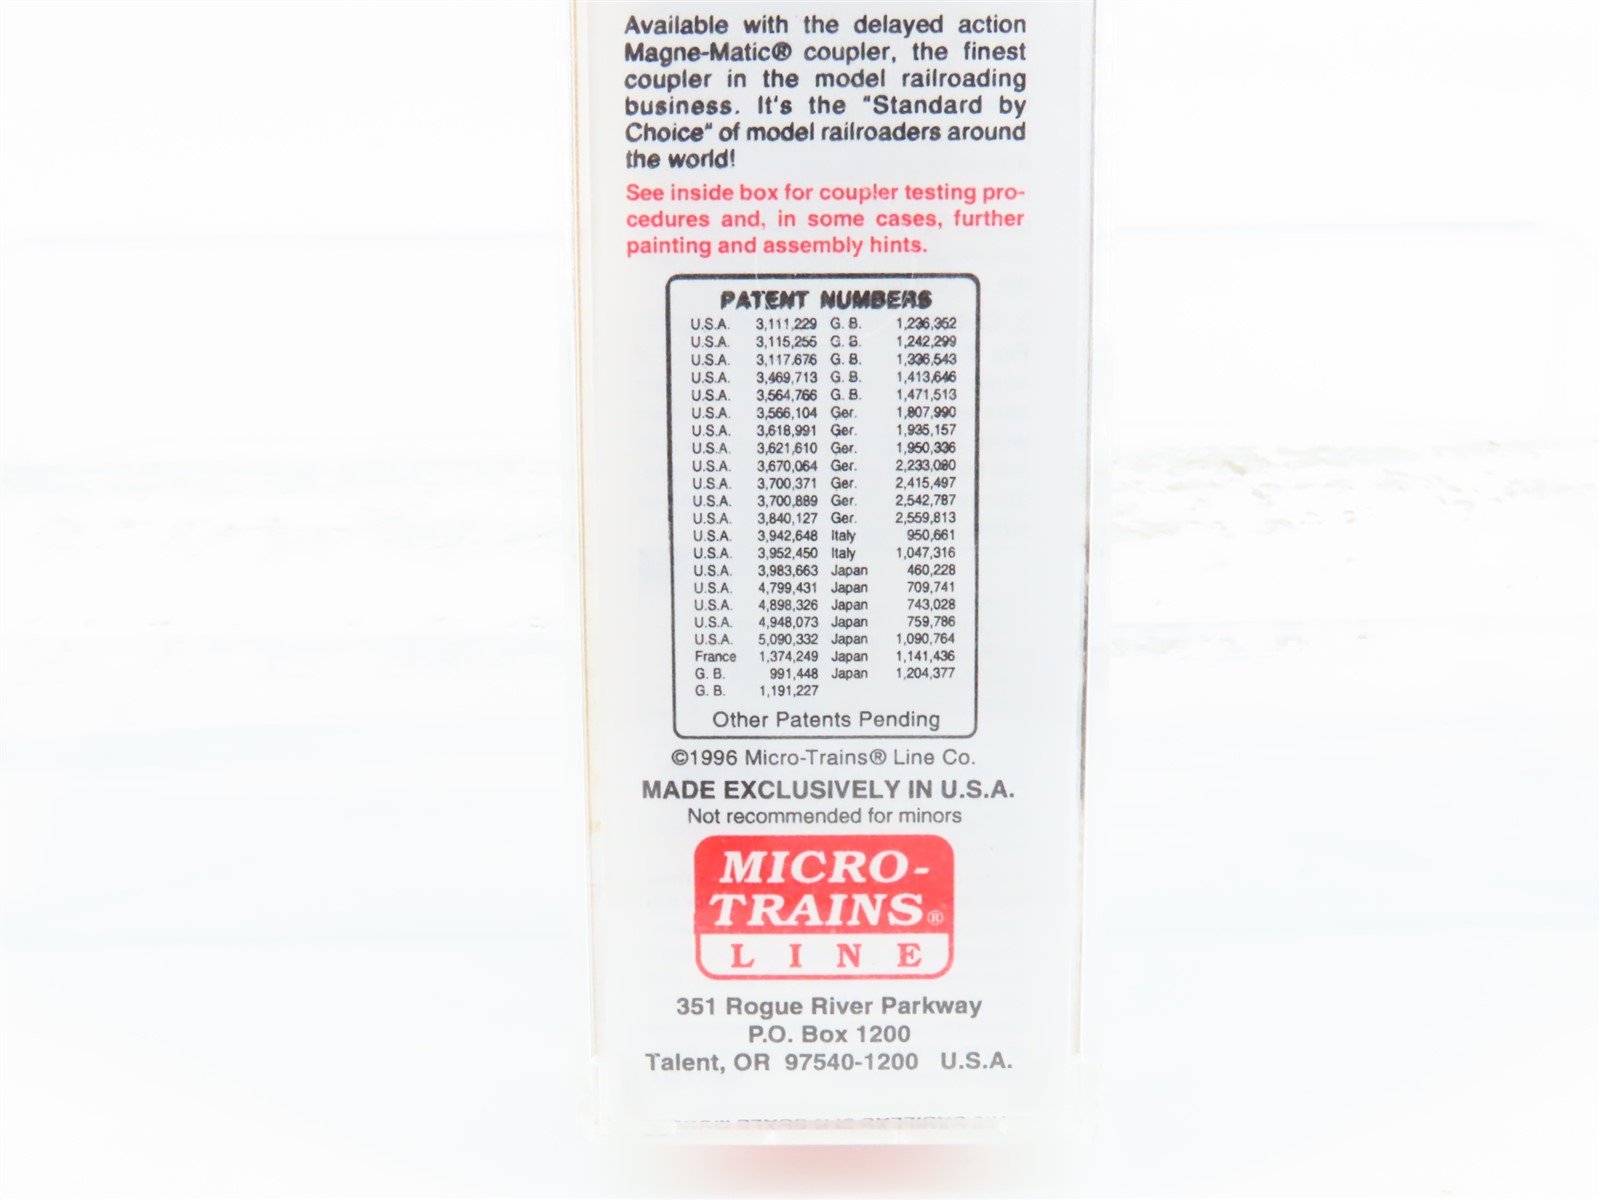 Available with the delayed action
Magne-Matic® coupler, the finest
coupler in the model railroading
business. It's the "Standard by
Choice" of model railroaders around
the world!
See inside box for coupler testing pro-
cedures and, in some cases, further
painting and assembly hints.
PATENT NUMBERS
U.S.A. 3,111,229 G. B. 1,236,352
U.S.A. 3,115,255 G. B. 1,242,299
U.S.A. 3,117,676 G. B. 1,336,543
U.S.A. 3,469,713 G. B. 1,413,646
U.S.A. 3,564,766 G. B. 1,471,513
U.S.A. 3,566,104 Ger. 1,807,990
U.S.A. 3,618,991 Ger. 1,935,157
U.S.A. 3,621,610 Ger. 1,950,336
U.S.A. 3,670,064 Ger. 2,233,080
U.S.A. 3,700,371 Ger. 2,415,497
U.S.A. 3,700,889 Ger. 2,542,787
U.S.A. 3,840,127 Ger. 2,559,813
U.S.A. 3,942,648 Italy 950,661
U.S.A. 3,952,450 Italy 1,047,316
U.S.A. 3,983,663 Japan 460,228
U.S.A. 4,799,431 Japan 709,741
U.S.A. 4,898,326 Japan 743,028
U.S.A. 4,948,073 Japan 759,786
U.S.A. 5,090,332 Japan 1,090,764
France 1,374,249 Japan 1,141,436
G. B. 991,448 Japan 1,204,377
G. B. 1,191,227
Other Patents Pending
©1996 Micro-Trains® Line Co.
MADE EXCLUSIVELY IN U.S.A.
Not recommended for minors
MICRO-
TRAINS®
LINE
351 Rogue River Parkway
P.O. Box 1200
Talent, OR 97540-1200 U.S.A.